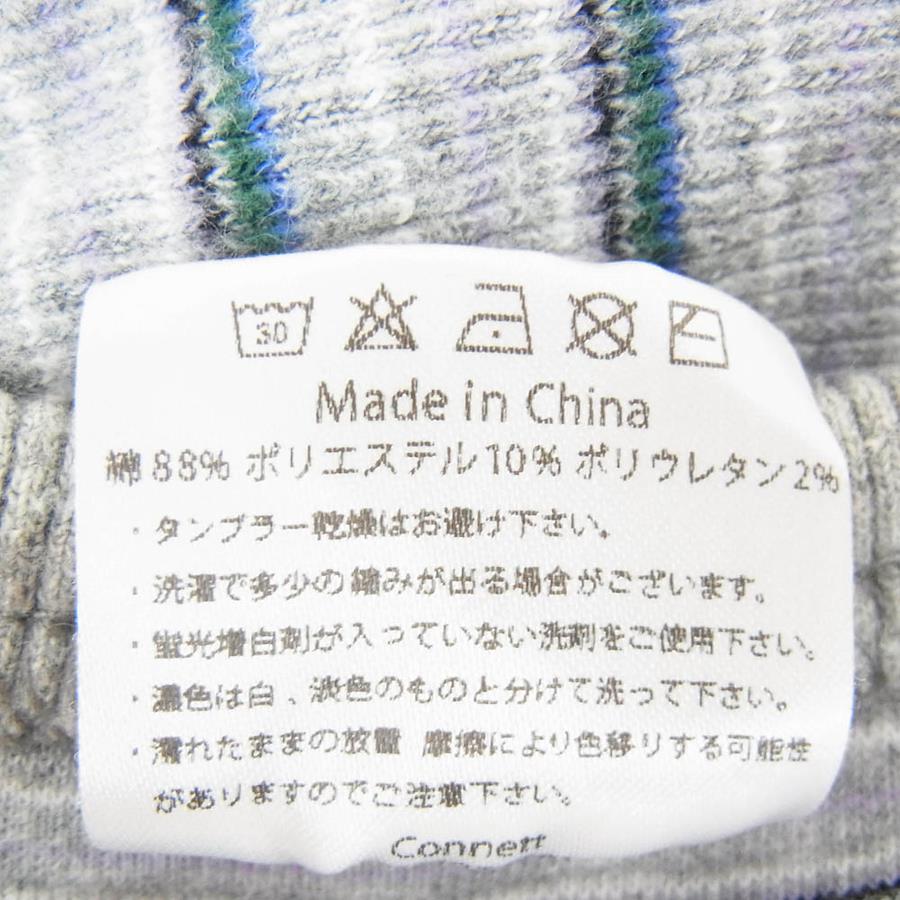 30
Made in China
綿88% ポリエステル10% ポリウレタン2%
・タンブラー乾燥はお避け下さい。
・洗濯で多少の縮みが出る場合がございます。
・蛍光増白剤が入っていない洗剤をご使用下さい。
・濃色は白、淡色のものと分けて洗って下さい。
・濡れたままの放置 摩擦により色移りする可能性
がありますのでご注意下さい。
Connett